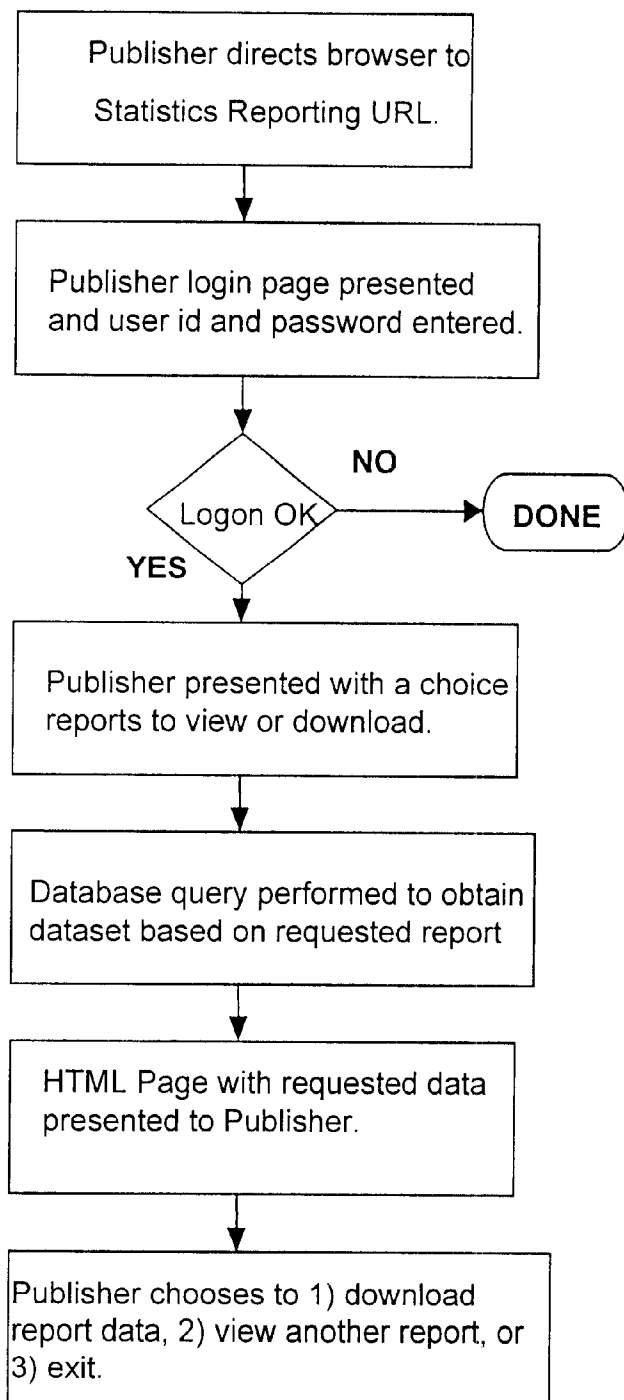 Publisher directs browser to
Statistics Reporting URL.
Publisher login page presented
and user id and password entered.
NO
Logon OK
DONE
YES
Publisher presented with a choice
reports to view or download.
Database query performed to obtain
dataset based on requested report
HTML Page with requested data
presented to Publisher.
Publisher chooses to 1) download
report data, 2) view another report, or
3) exit.